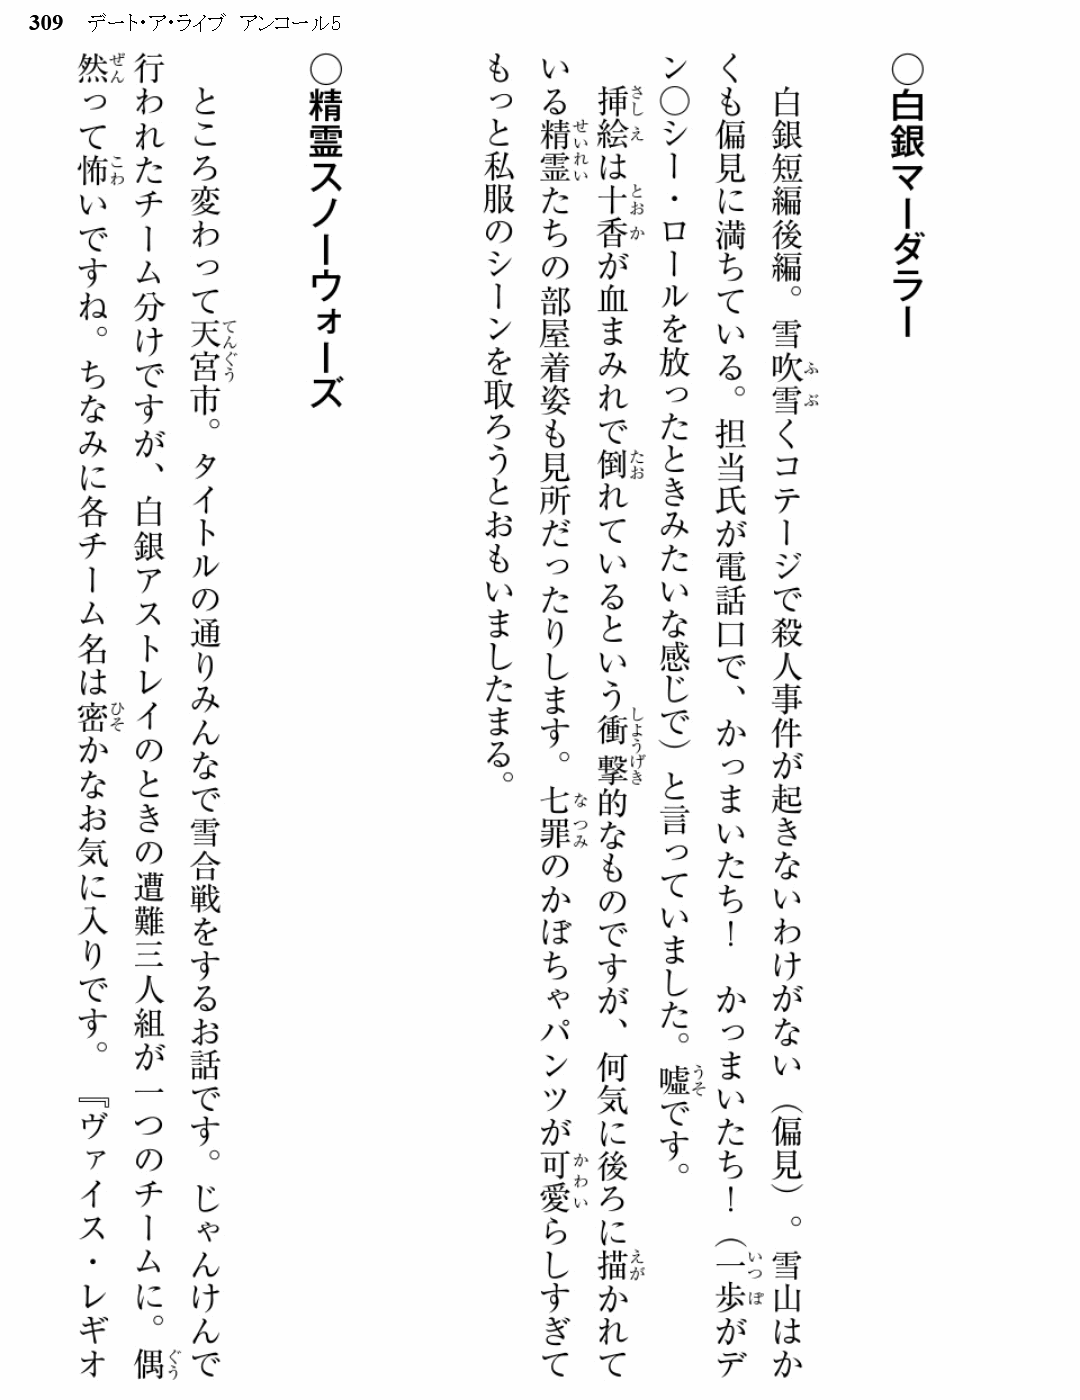 309 デート・ア・ライブ アンコール5
○白銀マーダラー
白銀短編後編。雪吹雪くコテージで殺人事件が起きないわけがない（偏見）。雪山はか
くも偏見に満ちている。担当氏が電話口で、かっまいたち！　かっまいたち！（一歩がデ
ン○シー・ロールを放ったときみたいな感じで）と言っていました。嘘です。
挿絵は十香が血まみれで倒れているという衝撃的なものですが、何気に後ろに描かれて
いる精霊たちの部屋着姿も見所だったりします。七罪のかぼちゃパンツが可愛らしすぎて
もっと私服のシーンを取ろうとおもいましたまる。
○精霊スノーウォーズ
ところ変わって天宮市。タイトルの通りみんなで雪合戦をするお話です。じゃんけんで
行われたチーム分けですが、白銀アストレイのときの遭難三人組が一つのチームに。偶
然って怖いですね。ちなみに各チーム名は密かなお気に入りです。『ヴァイス・レギオ